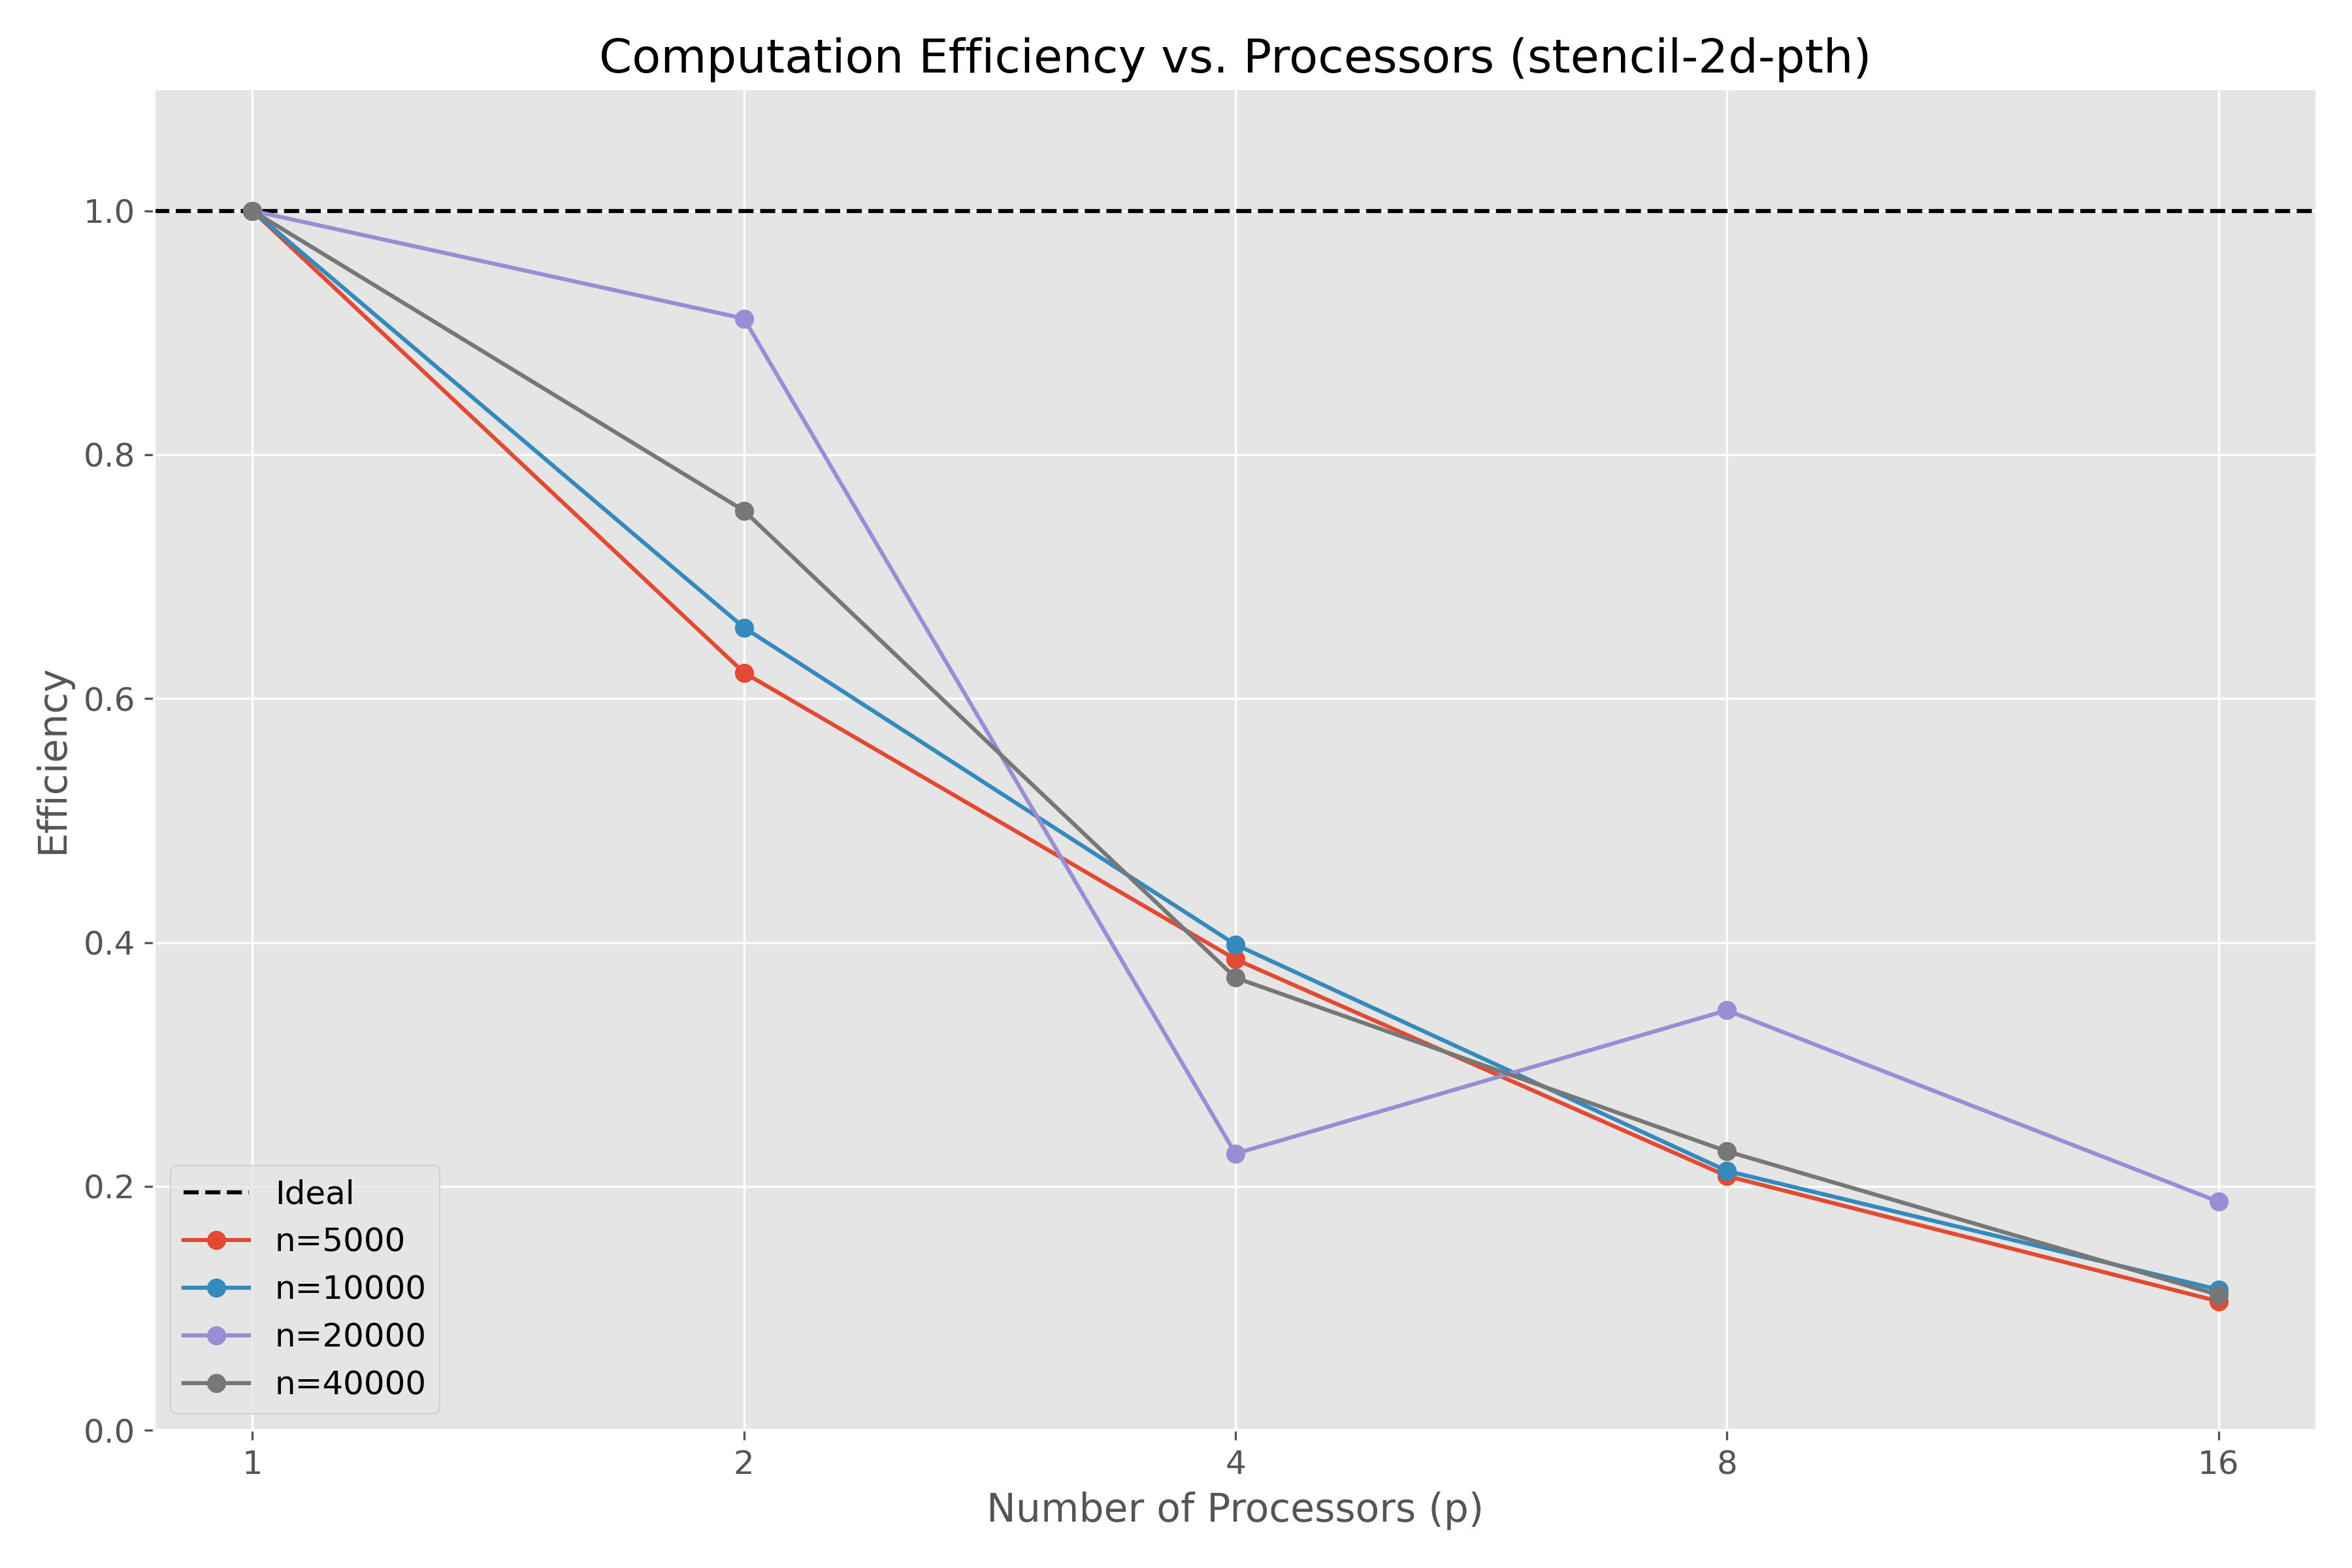 Computation Efficiency vs. Processors (stencil-2d-pth)
Efficiency
1.0
0.8
0.6
0.4
0.2
0.0
Ideal
n=5000
n=10000
n=20000
n=40000
1 2 4 8 16
Number of Processors (p)